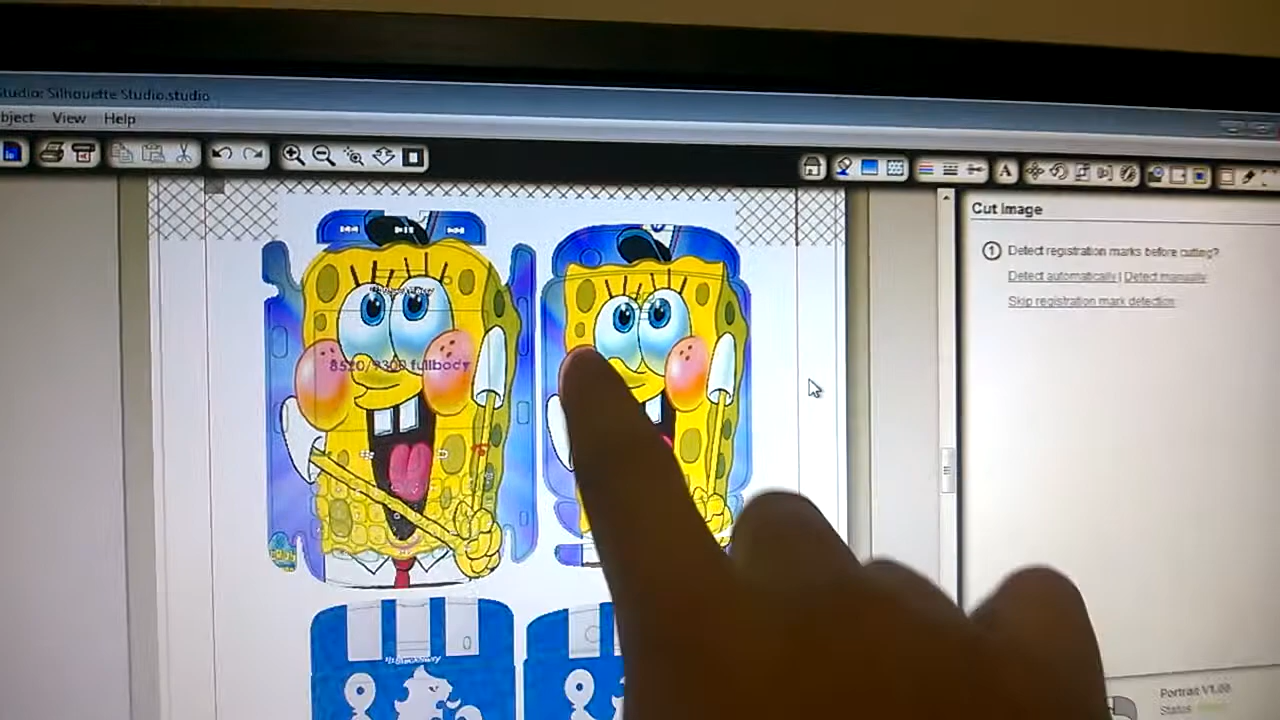 Studio: Silhouette Studio.studio
bject View Help
A
Cut Image
1 Detect registration marks before cutting?
Detect automatically | Detect manually
Skip registration mark detection
8520/9300 fullbody
Portrait V1.00
Status